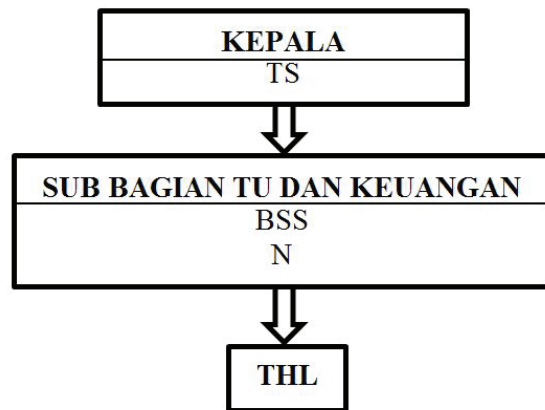 KEPALA
TS
SUB BAGIAN TU DAN KEUANGAN
BSS
N
THL